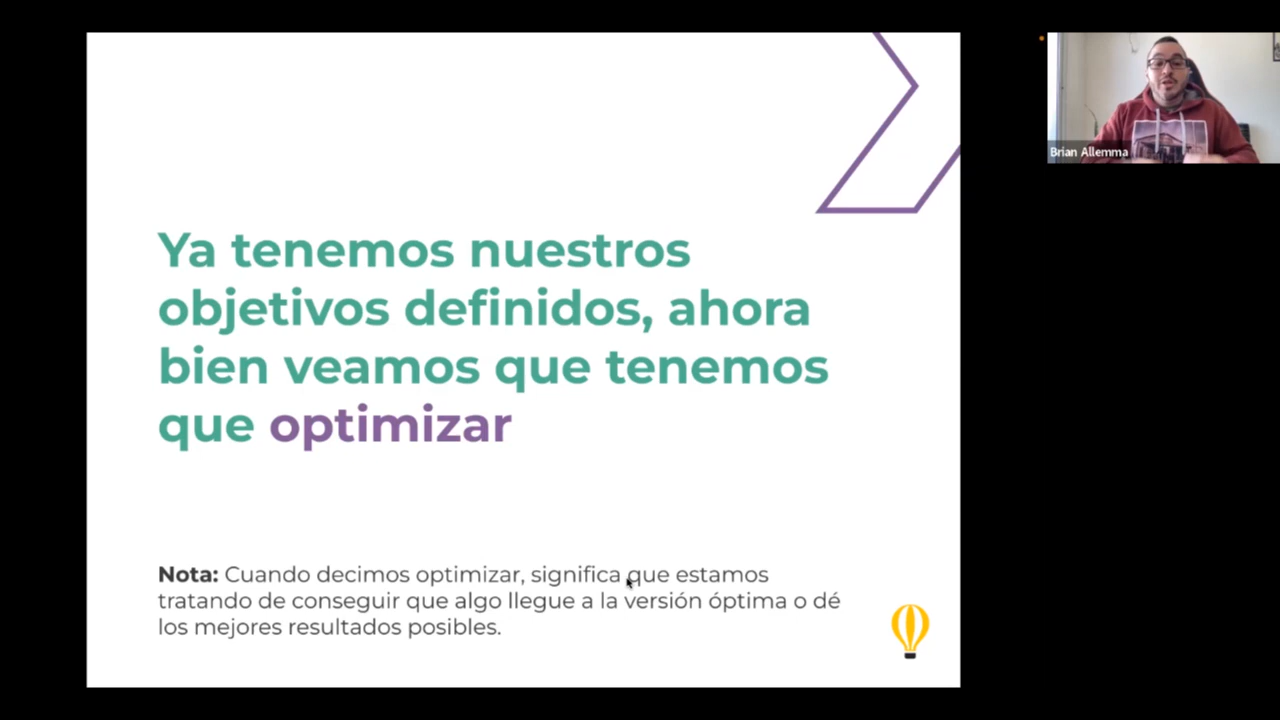 Ya tenemos nuestros
objetivos definidos, ahora
bien veamos que tenemos
que optimizar
Nota: Cuando decimos optimizar, significa que estamos
tratando de conseguir que algo llegue a la versión óptima o dé
los mejores resultados posibles.
Brian Allemma